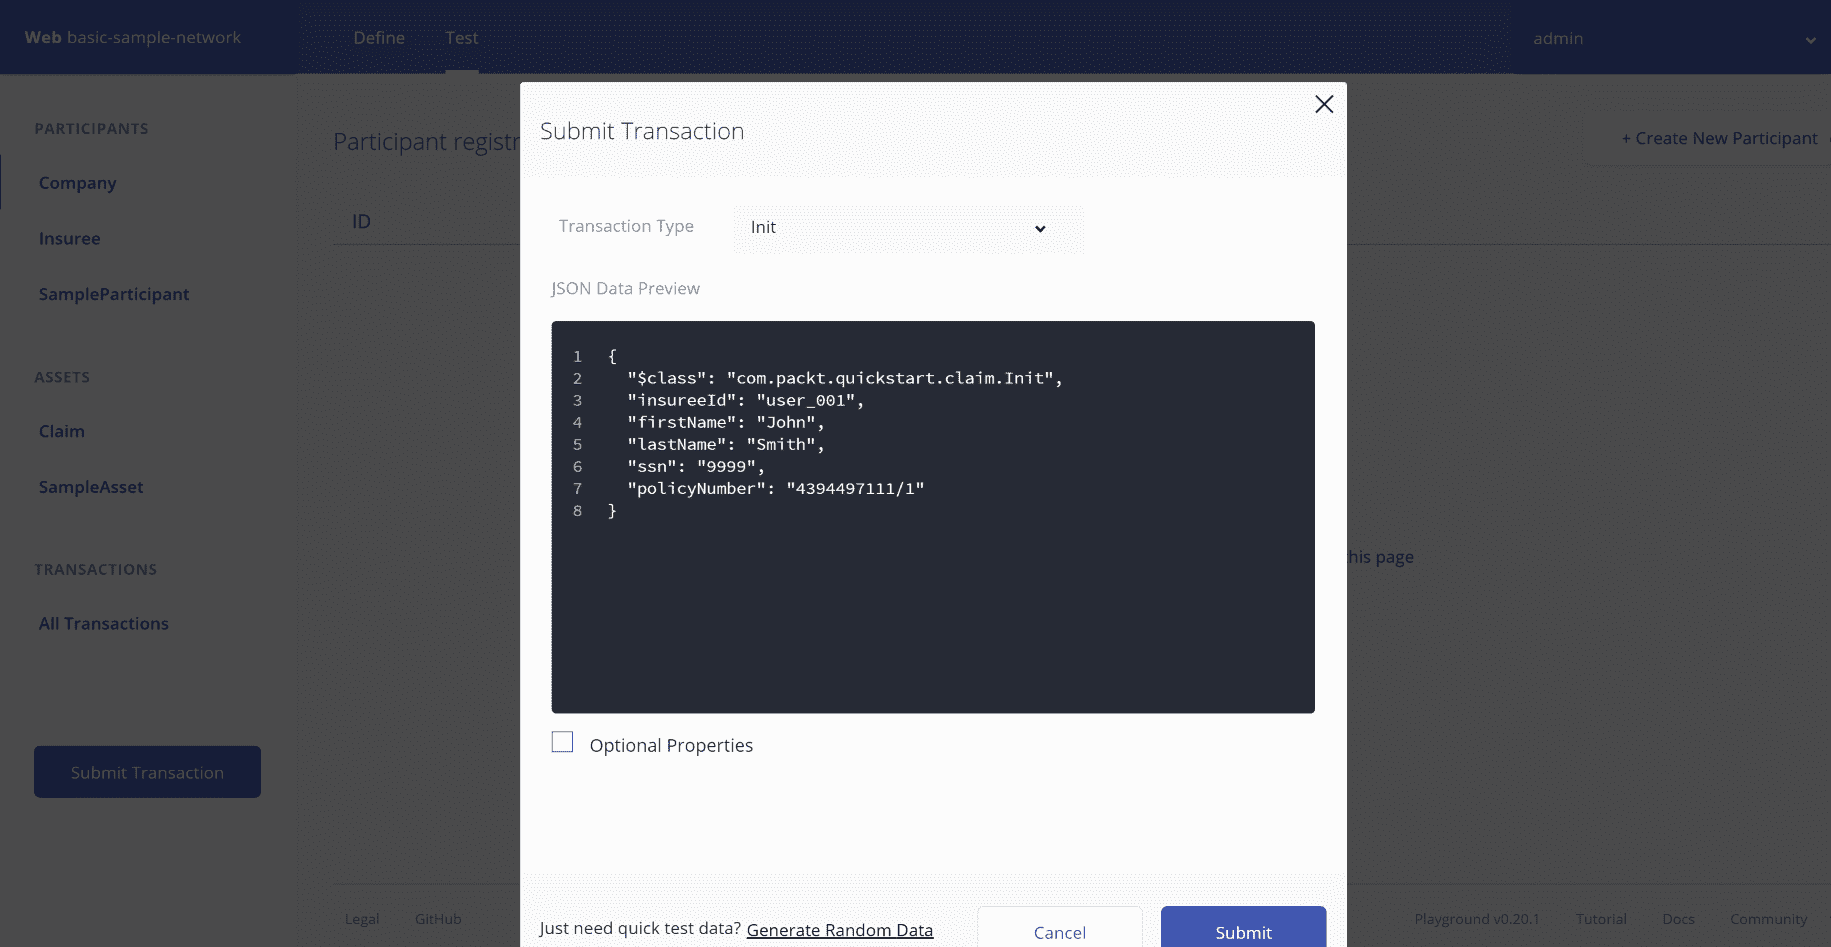 Web basic-sample-network
Define
Test
admin
PARTICIPANTS
Company
Insuree
SampleParticipant
ASSETS
Claim
SampleAsset
TRANSACTIONS
All Transactions
Submit Transaction
Participant registr
+ Create New Participant
ID
this page
Submit Transaction
Transaction Type
Init
JSON Data Preview
1 {
2 "$class": "com.packt.quickstart.claim.Init",
3 "insureeId": "user_001",
4 "firstName": "John",
5 "lastName": "Smith",
6 "ssn": "9999",
7 "policyNumber": "4394497111/1"
8 }
Optional Properties
Just need quick test data? Generate Random Data
Cancel
Submit
Legal
GitHub
Playground v0.20.1
Tutorial
Docs
Community